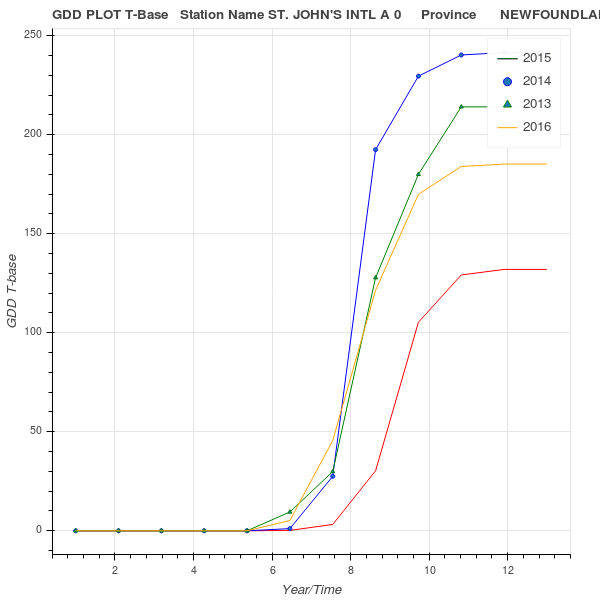 GDD PLOT T-Base Station Name ST. JOHN'S INTL A 0 Province NEWFOUNDLA
250
200
150
100
50
0
GDD T-base
2015
2014
2013
2016
2 4 6 8 10 12
Year/Time